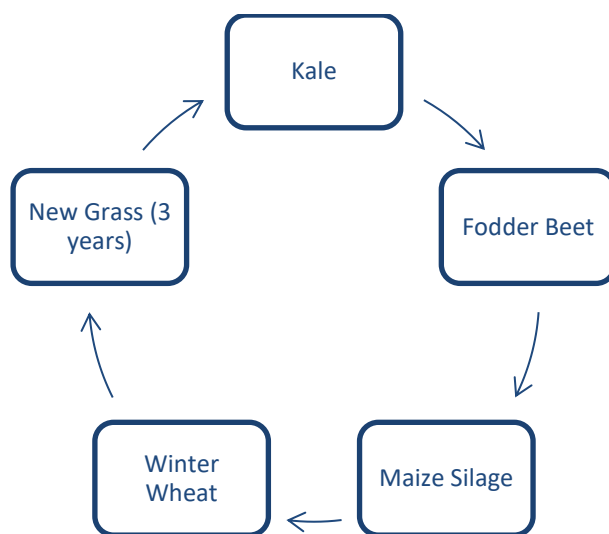 Kale
Fodder Beet
Maize Silage
Winter
Wheat
New Grass (3
years)